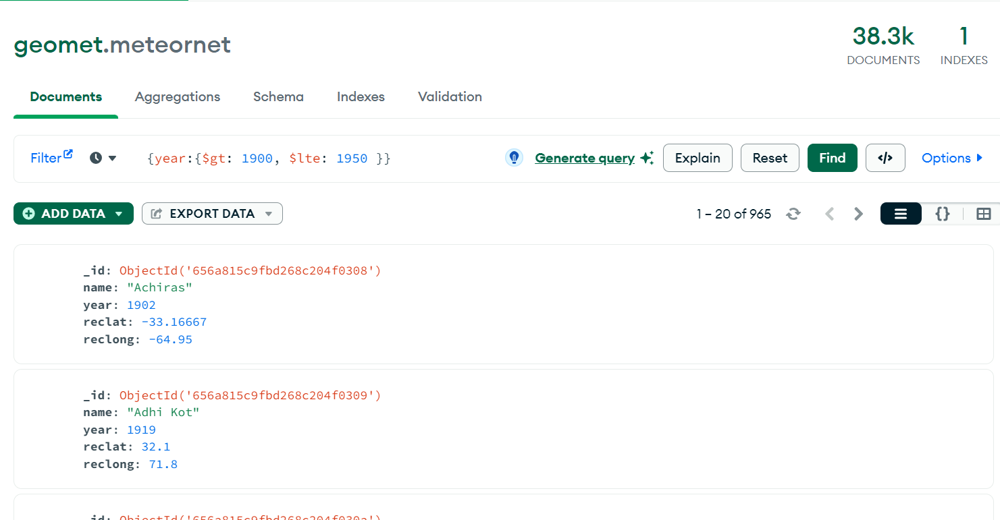 geomet.meteornet
38.3k
DOCUMENTS
1
INDEXES
Documents Aggregations Schema Indexes Validation
Filter {year:{$gt: 1900, $lte: 1950 }} Generate query Explain Reset Find </> Options
ADD DATA EXPORT DATA 1 – 20 of 965 {}
_id: ObjectId('656a815c9fbd268c204f0308')
name: "Achiras"
year: 1902
reclat: -33.16667
reclong: -64.95
_id: ObjectId('656a815c9fbd268c204f0309')
name: "Adhi Kot"
year: 1919
reclat: 32.1
reclong: 71.8
_id: ObjectId('656a815c9fbd268c204f030a')